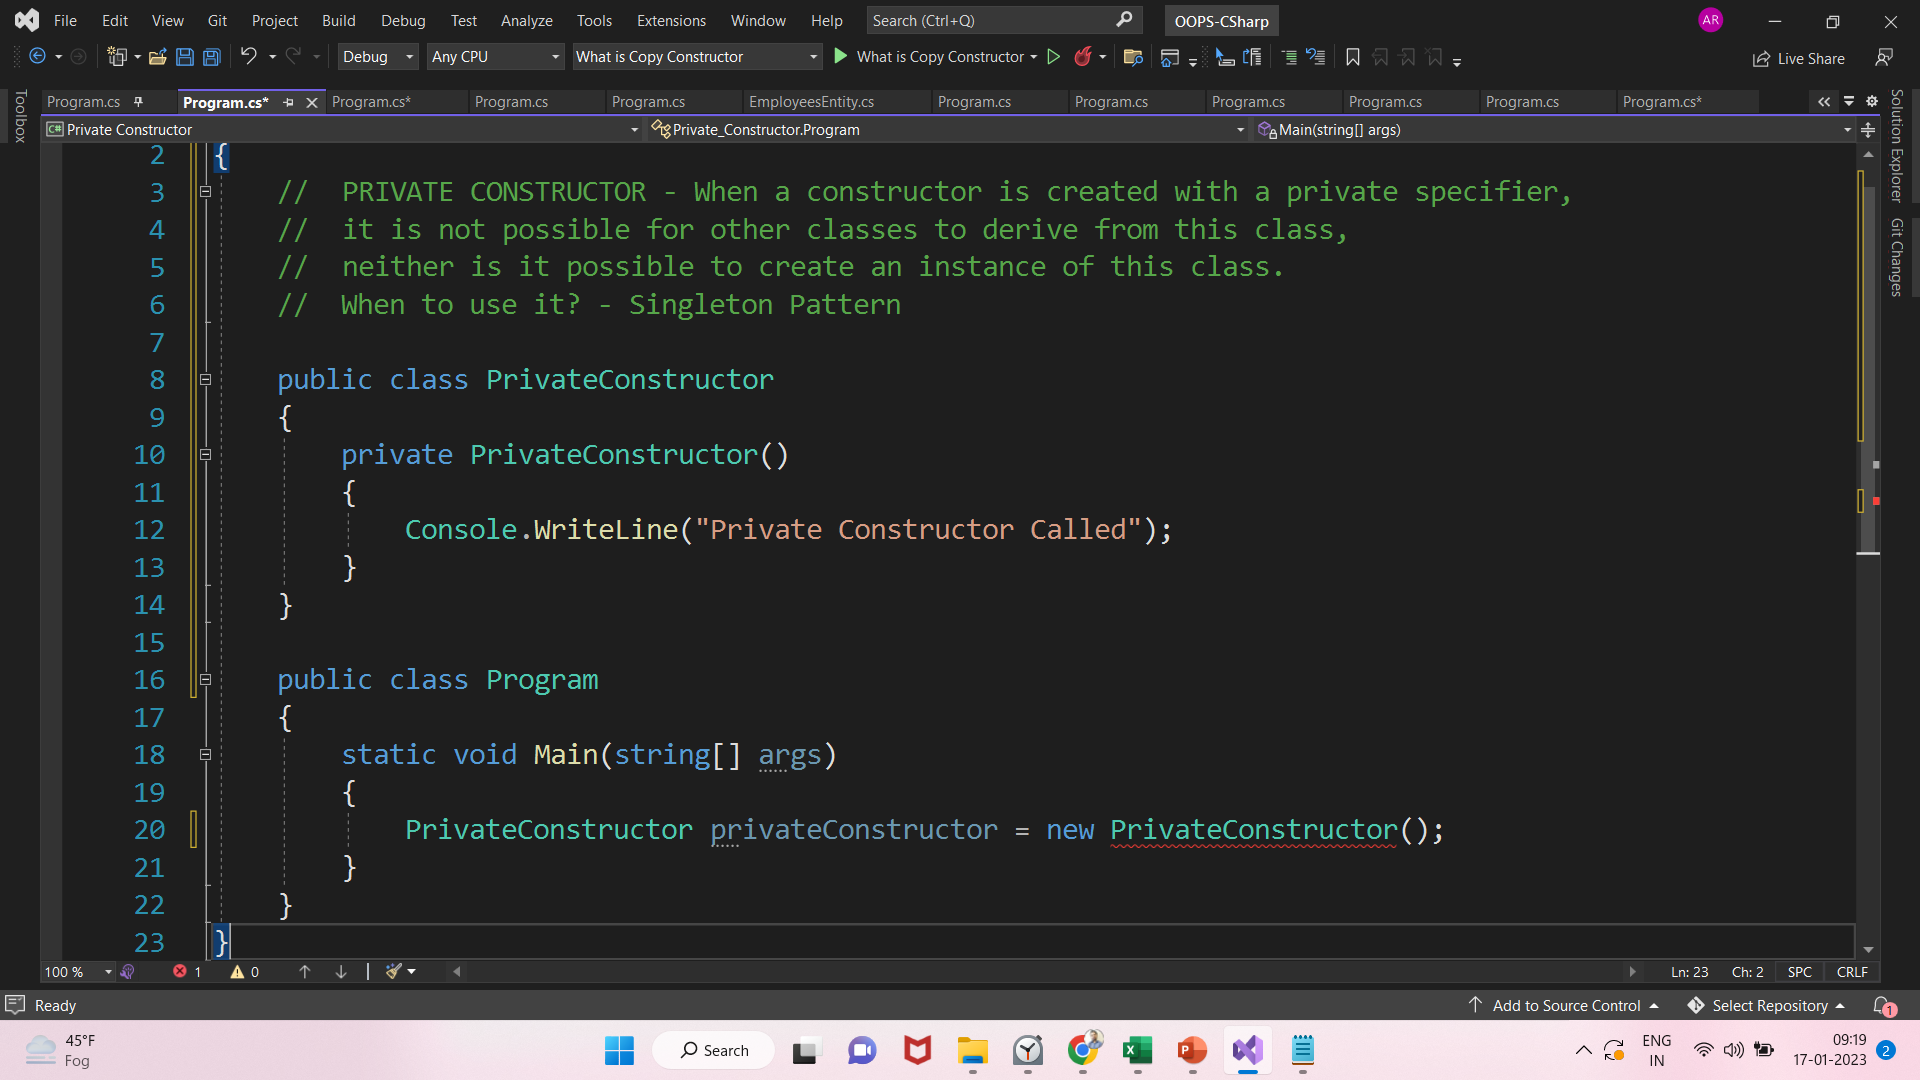 File Edit View Git Project Build Debug Test Analyze Tools Extensions Window Help Search (Ctrl+Q) OOPS-CSharp AR
Debug Any CPU What is Copy Constructor What is Copy Constructor Live Share
Toolbox
Program.cs Program.cs* Program.cs* Program.cs Program.cs EmployeesEntity.cs Program.cs Program.cs Program.cs Program.cs Program.cs Program.cs*
C# Private Constructor Private_Constructor.Program Main(string[] args)
Solution Explorer
Git Changes
2 {
3 // PRIVATE CONSTRUCTOR - When a constructor is created with a private specifier,
4 // it is not possible for other classes to derive from this class,
5 // neither is it possible to create an instance of this class.
6 // When to use it? - Singleton Pattern
7
8 public class PrivateConstructor
9 {
10 private PrivateConstructor()
11 {
12 Console.WriteLine("Private Constructor Called");
13 }
14 }
15
16 public class Program
17 {
18 static void Main(string[] args)
19 {
20 PrivateConstructor privateConstructor = new PrivateConstructor();
21 }
22 }
23 }
100 % 1 0 Ln: 23 Ch: 2 SPC CRLF
Ready Add to Source Control Select Repository 1
45°F
Fog
Search
ENG
IN
09:19
17-01-2023
2